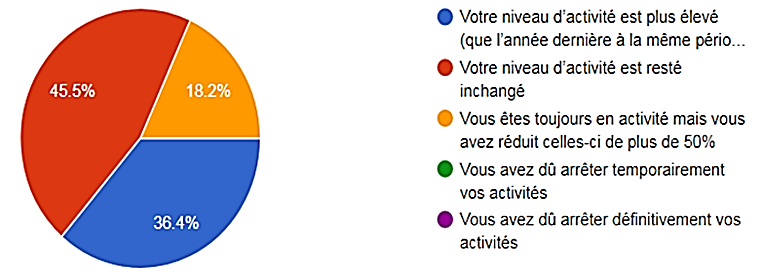 45.5%
18.2%
36.4%
Votre niveau d'activité est plus élevé
(que l'année dernière à la même pério...
Votre niveau d'activité est resté
inchangé
Vous êtes toujours en activité mais vous
avez réduit celles-ci de plus de 50%
Vous avez dû arrêter temporairement
vos activités
Vous avez dû arrêter définitivement vos
activités